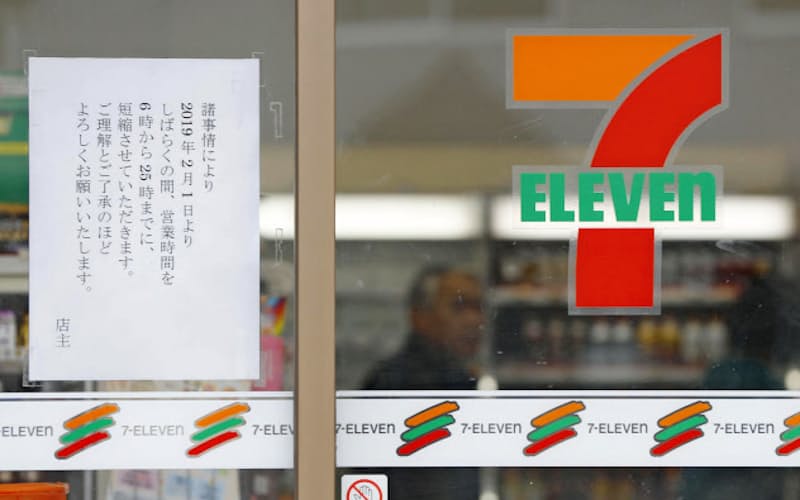 諸事情により
2019年2月1日より
しばらくの間、営業時間を
6時から25時までに、
短縮させていただきます。
ご理解とご了承のほど
よろしくお願いいたします。
店主
7
ELEVEN
-ELEVEN
7-ELEVEN
7-E
7-ELEVEN
7-ELEVEN
7-ELEVEN
7-ELEVEN